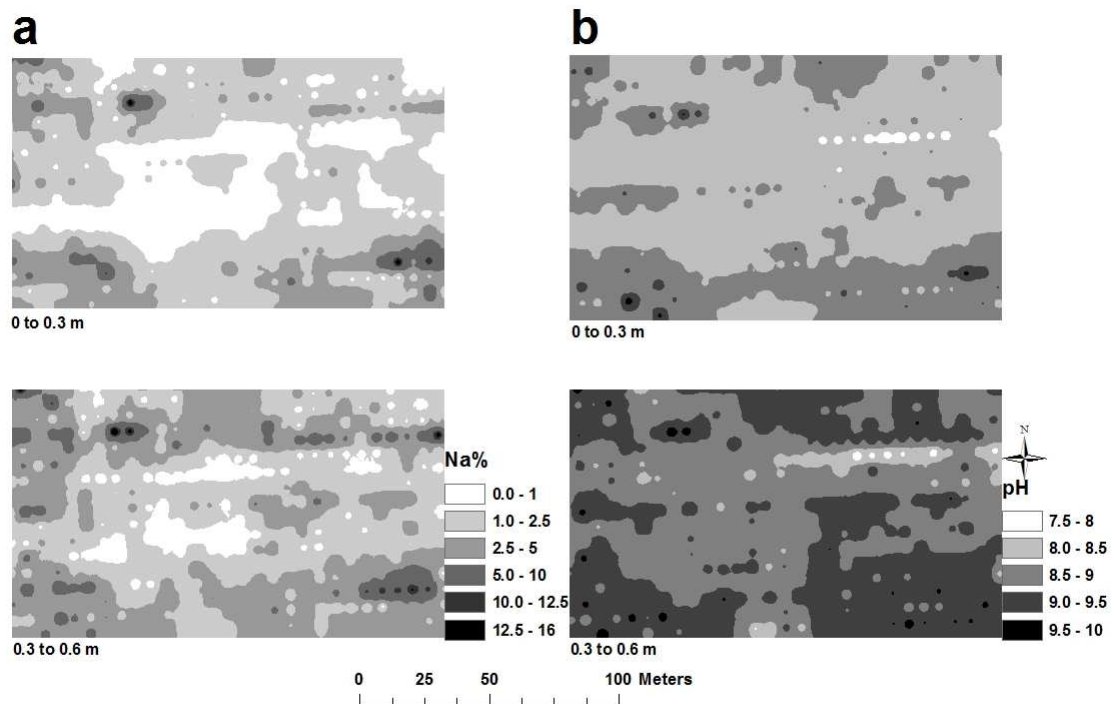 a
b
0 to 0.3 m
0 to 0.3 m
Na%
0.0 - 1
1.0 - 2.5
2.5 - 5
5.0 - 10
10.0 - 12.5
12.5 - 16
N
pH
7.5 - 8
8.0 - 8.5
8.5 - 9
9.0 - 9.5
9.5 - 10
0.3 to 0.6 m
0.3 to 0.6 m
0 25 50 100 Meters